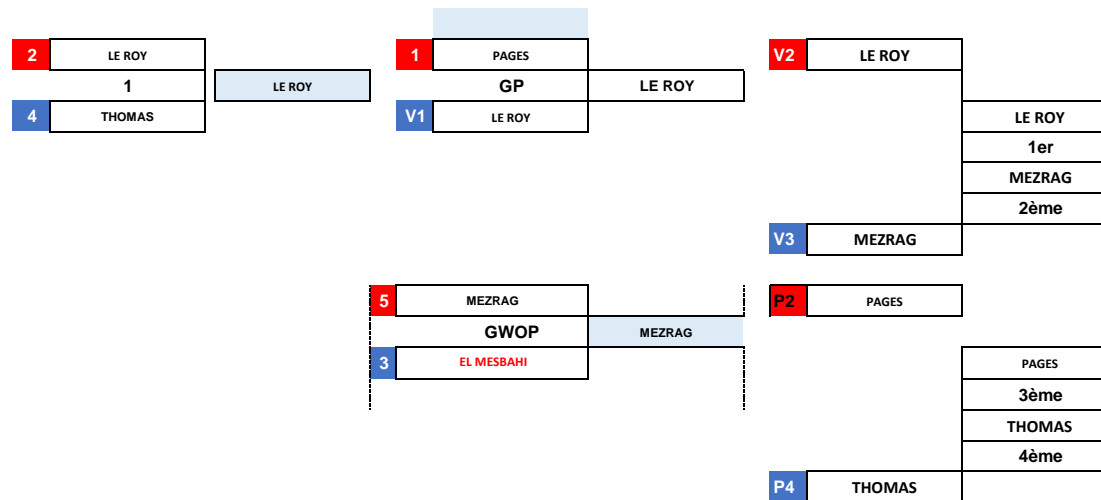 2 LE ROY
1 LE ROY
4 THOMAS
1 PAGES
GP LE ROY
V1 LE ROY
V2 LE ROY
LE ROY
1er
MEZRAG
2ème
V3 MEZRAG
5 MEZRAG
GWOP MEZRAG
3 EL MESBAHI
P2 PAGES
PAGES
3ème
THOMAS
4ème
P4 THOMAS